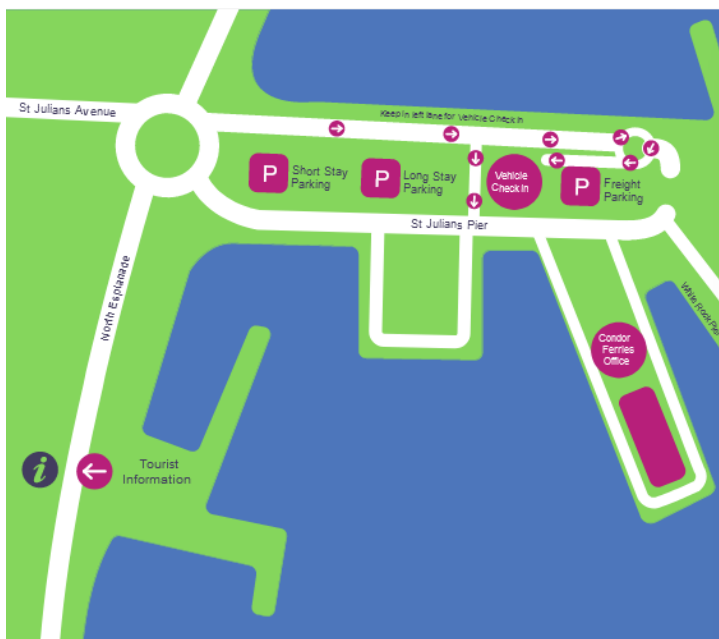 St Julians Avenue
Keep in left lane for Vehicle Check in
P
Short Stay
Parking
P
Long Stay
Parking
Vehicle
Check In
P
Freight
Parking
St Julians Pier
North Esplanade
White Rock Pier
Condor
Ferries
Office
i
Tourist
Information